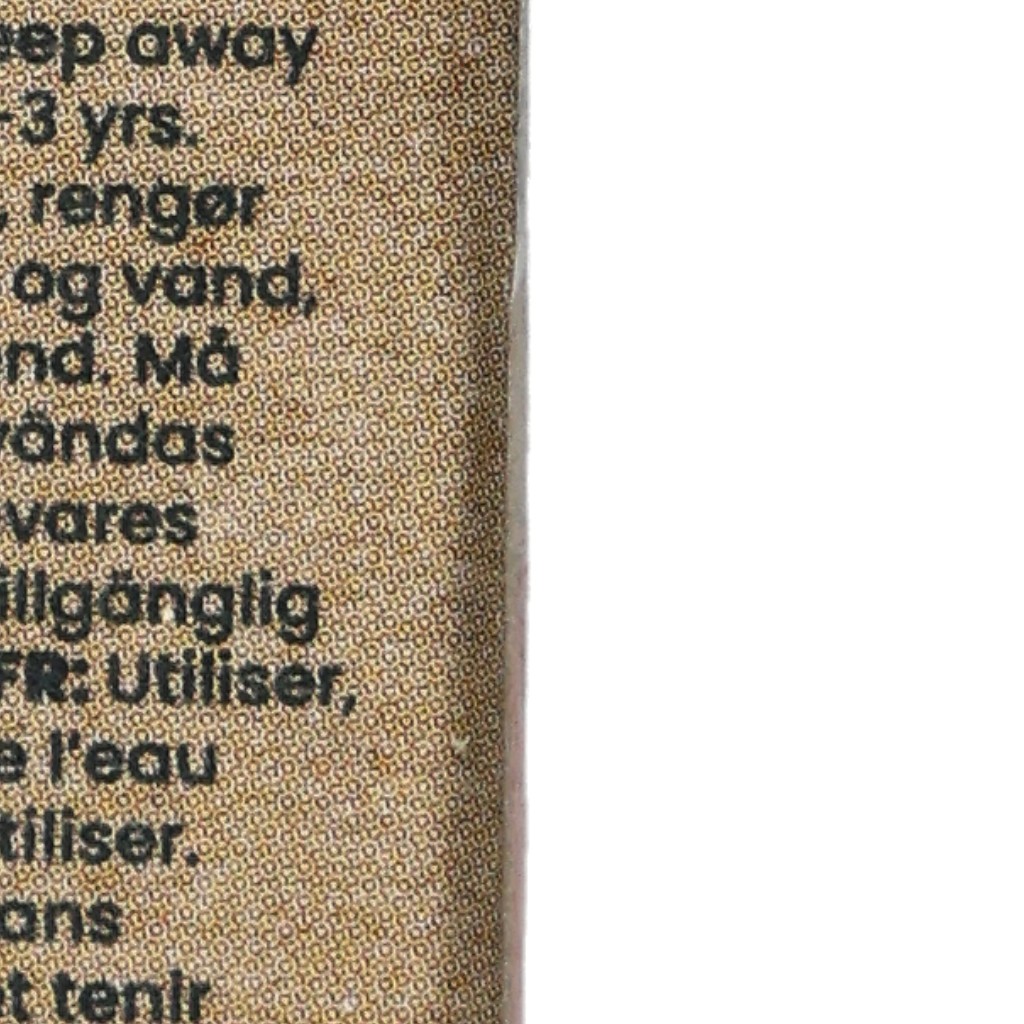 eep away
-3 yrs.
, rengør
og vand,
nd. Må
vändas
vares
illgänglig
FR: Utiliser,
e l'eau
tiliser.
ans
et tenir